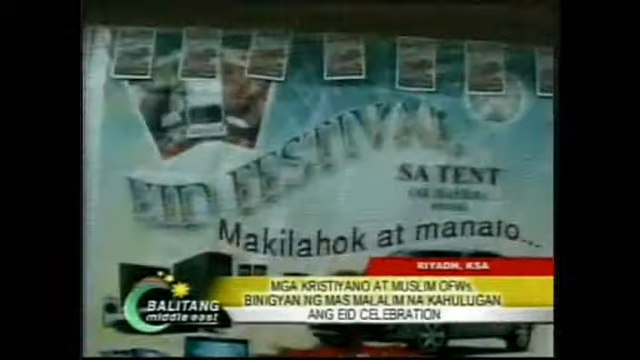 EID FESTIVAL
SA TENT
Makilahok at manalo...
RIYADH, KSA
MGA KRISTIYANO AT MUSLIM OFWs,
BINIGYAN NG MAS MALALIM NA KAHULUGAN
ANG EID CELEBRATION
BALITANG
middle east